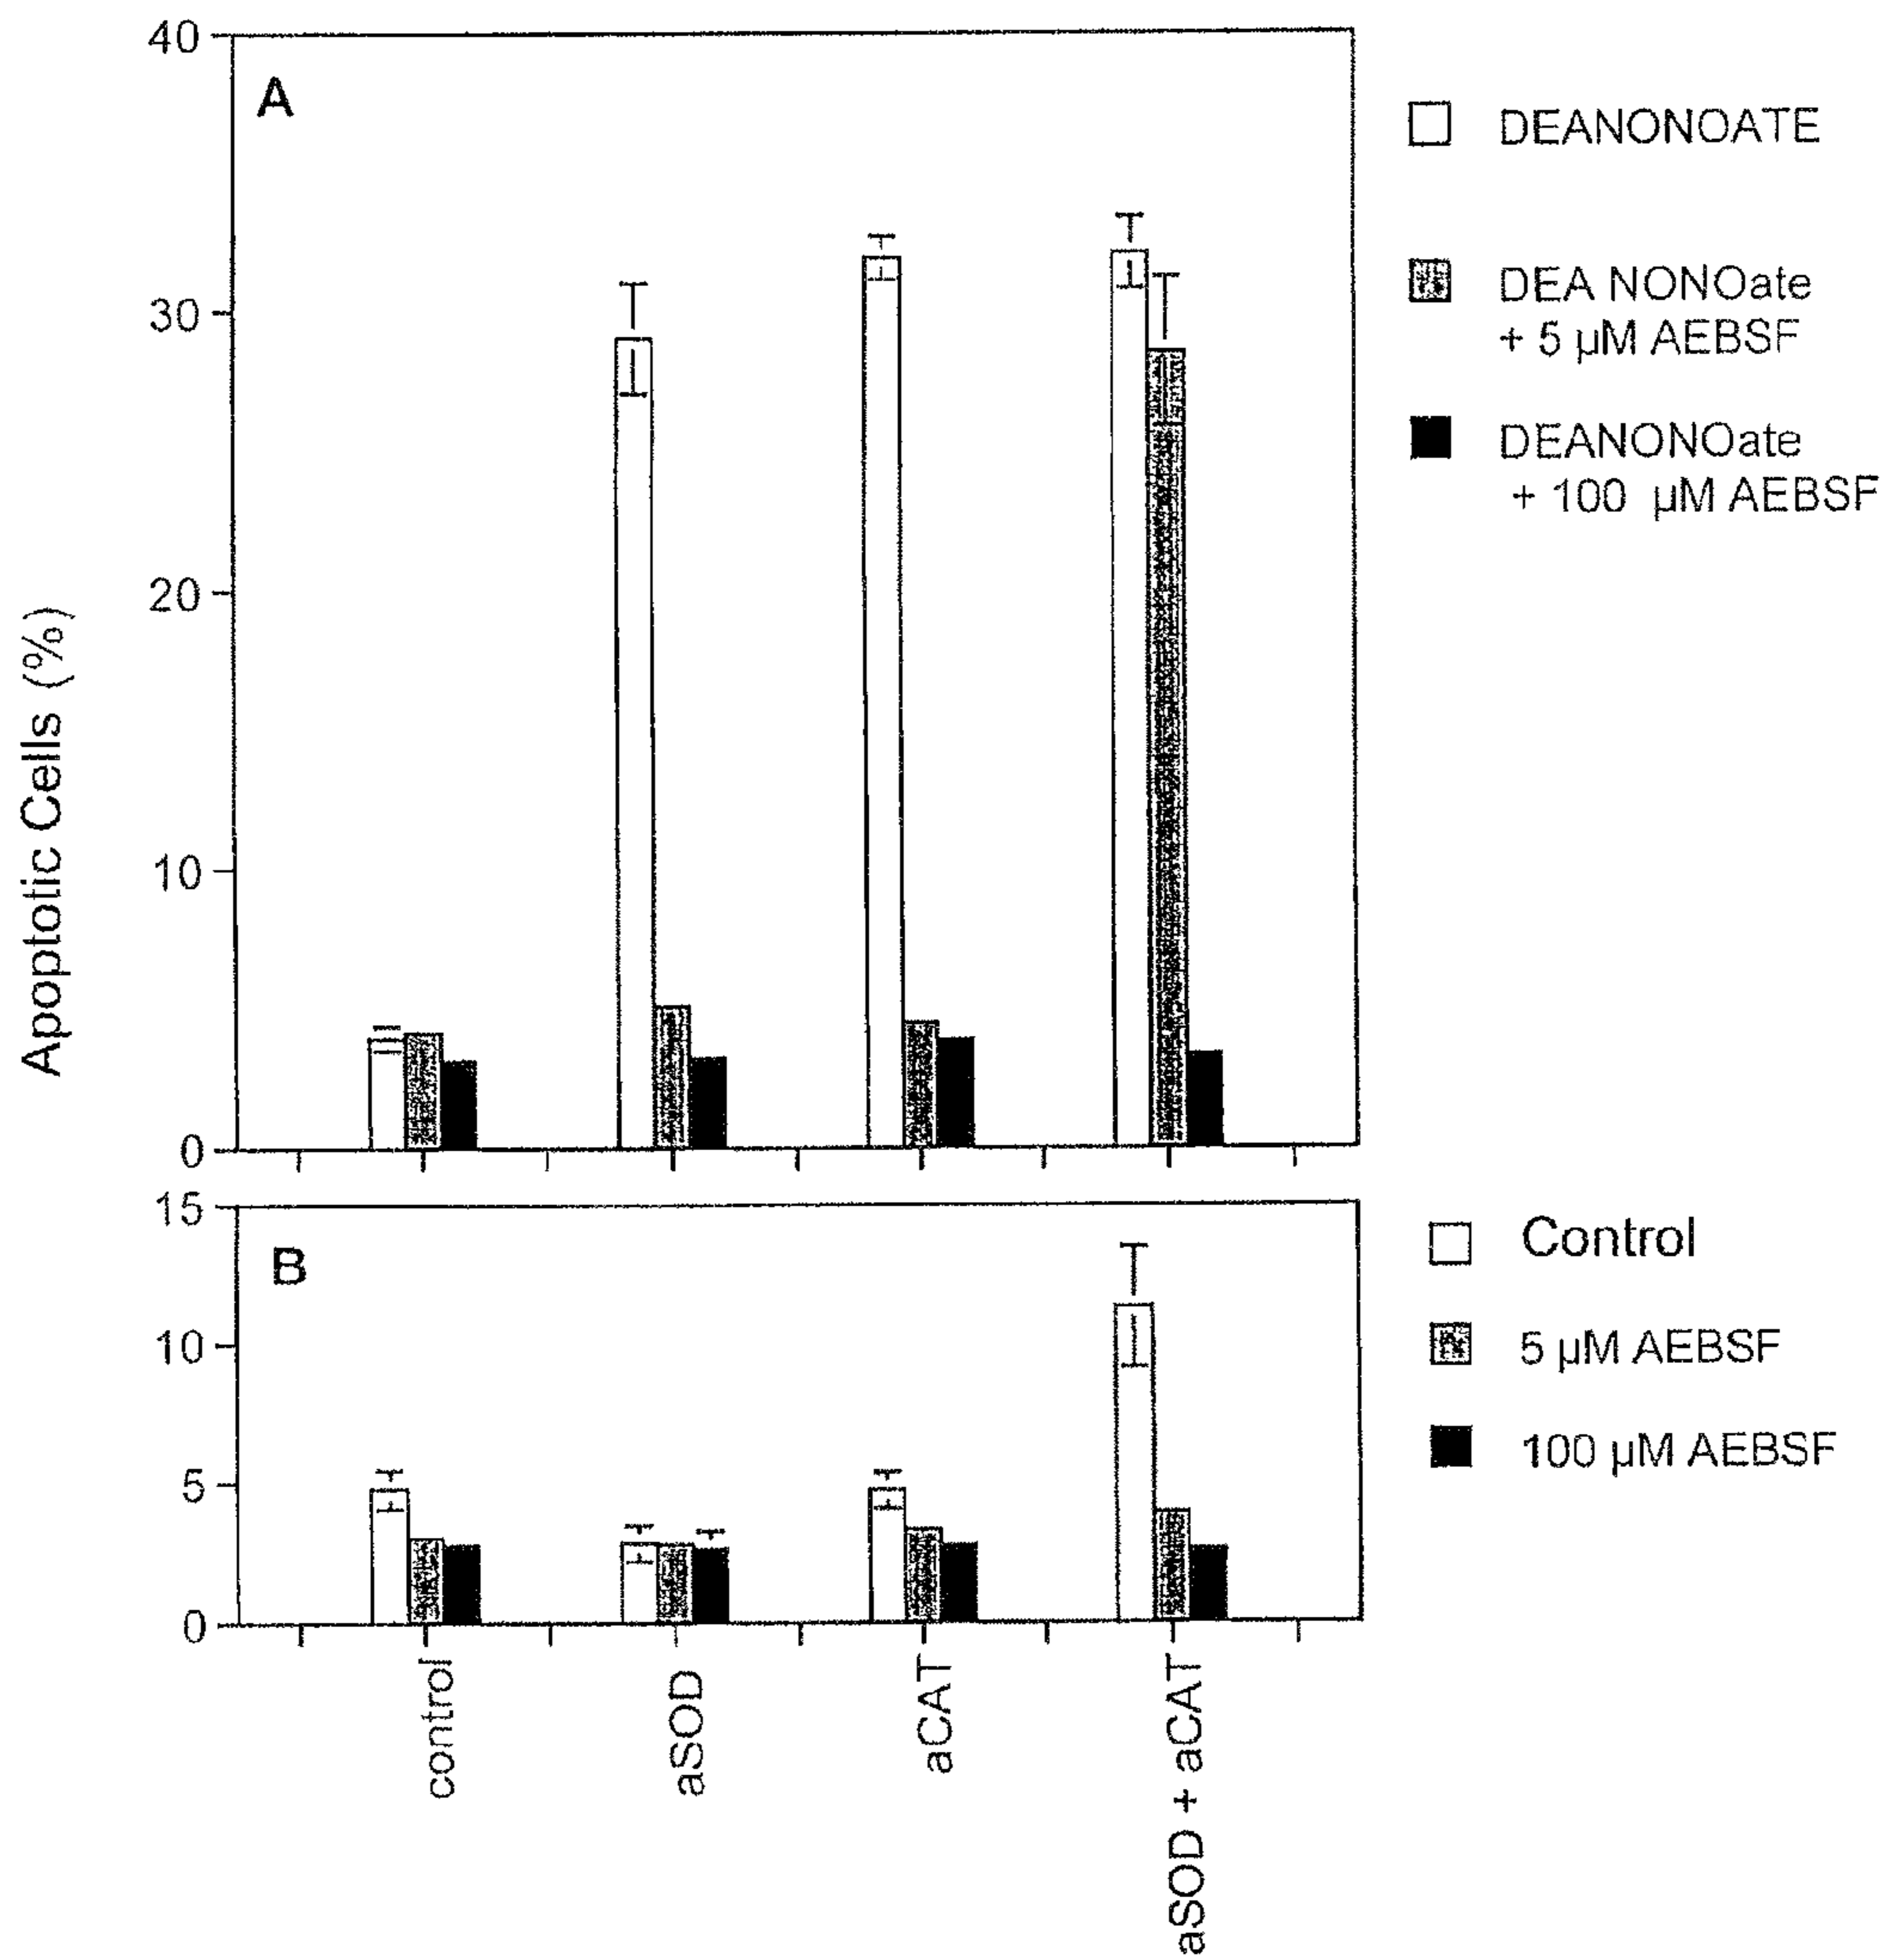 40
30
20
10
0
Apoptotic Cells (%)
A
DEANONOATE
DEA NONOate
+ 5 µM AEBSF
DEANONOate
+ 100 µM AEBSF
15
10
5
0
B
Control
5 µM AEBSF
100 µM AEBSF
control
aSOD
aCAT
aSOD + aCAT